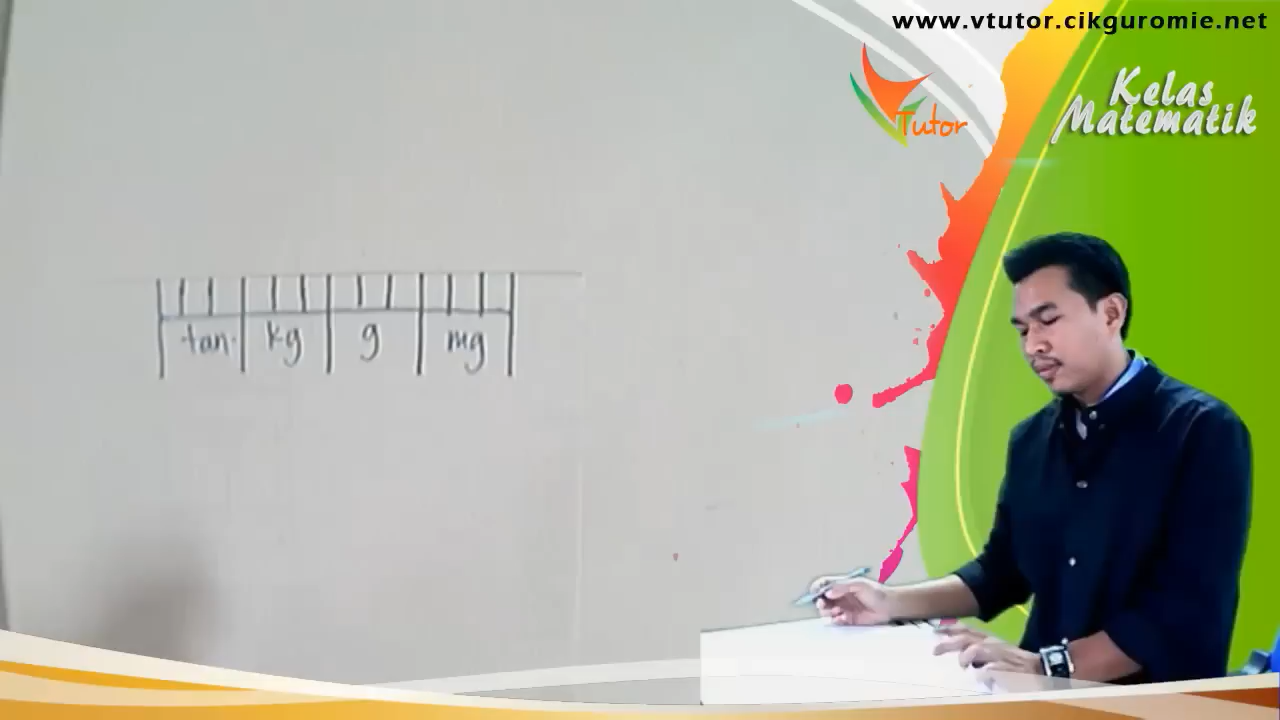 www.vtutor.cikguromie.net
Tutor
Kelas
Matematik
tan kg g mg